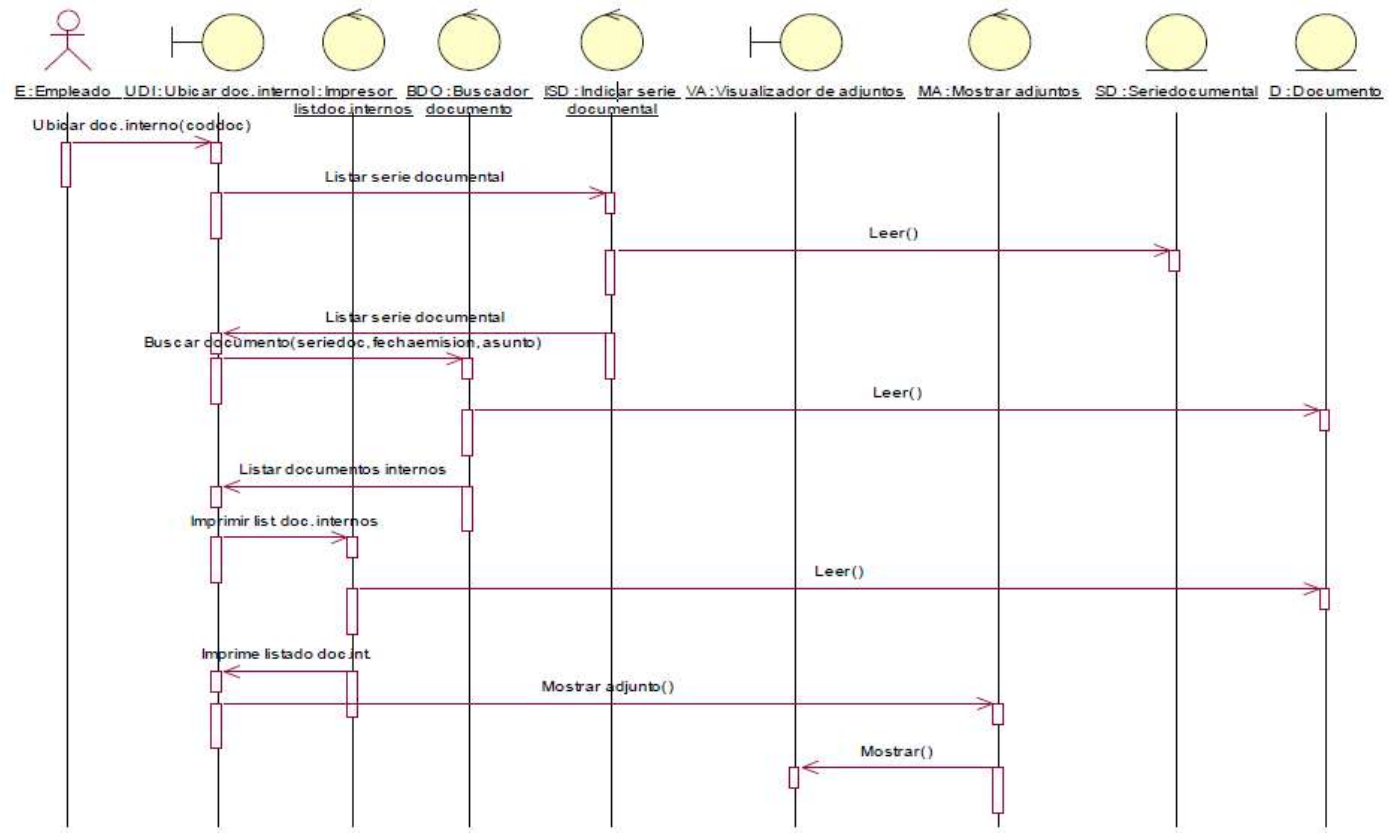 E : Empleado
UDI : Ubicar doc. interno
I : Impresor
list.doc.internos
BDO : Buscador
documento
ISD : Indicar serie
documental
VA : Visualizador de adjuntos
MA : Mostrar adjuntos
SD : Seriedocumental
D : Documento
Ubicar doc.interno(coddoc)
Listar serie documental
Leer()
Listar serie documental
Buscar documento(seriedoc,fechaemision,asunto)
Leer()
Listar documentos internos
Imprimir list. doc. internos
Leer()
Imprime listado doc.int.
Mostrar adjunto()
Mostrar()